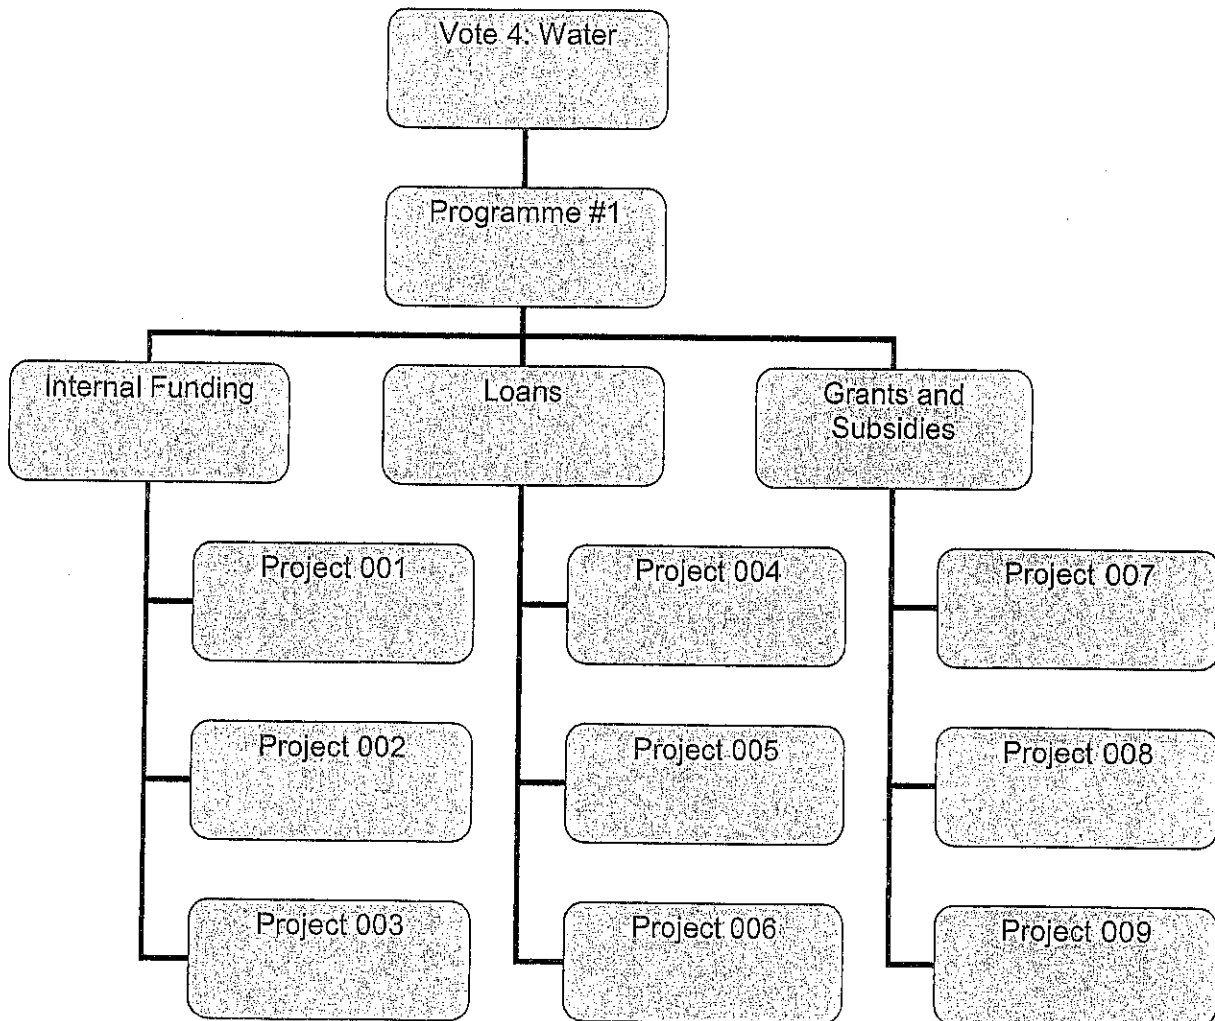 Vote 4: Water
Programme #1
Internal Funding
Loans
Grants and
Subsidies
Project 001
Project 004
Project 007
Project 002
Project 005
Project 008
Project 003
Project 006
Project 009